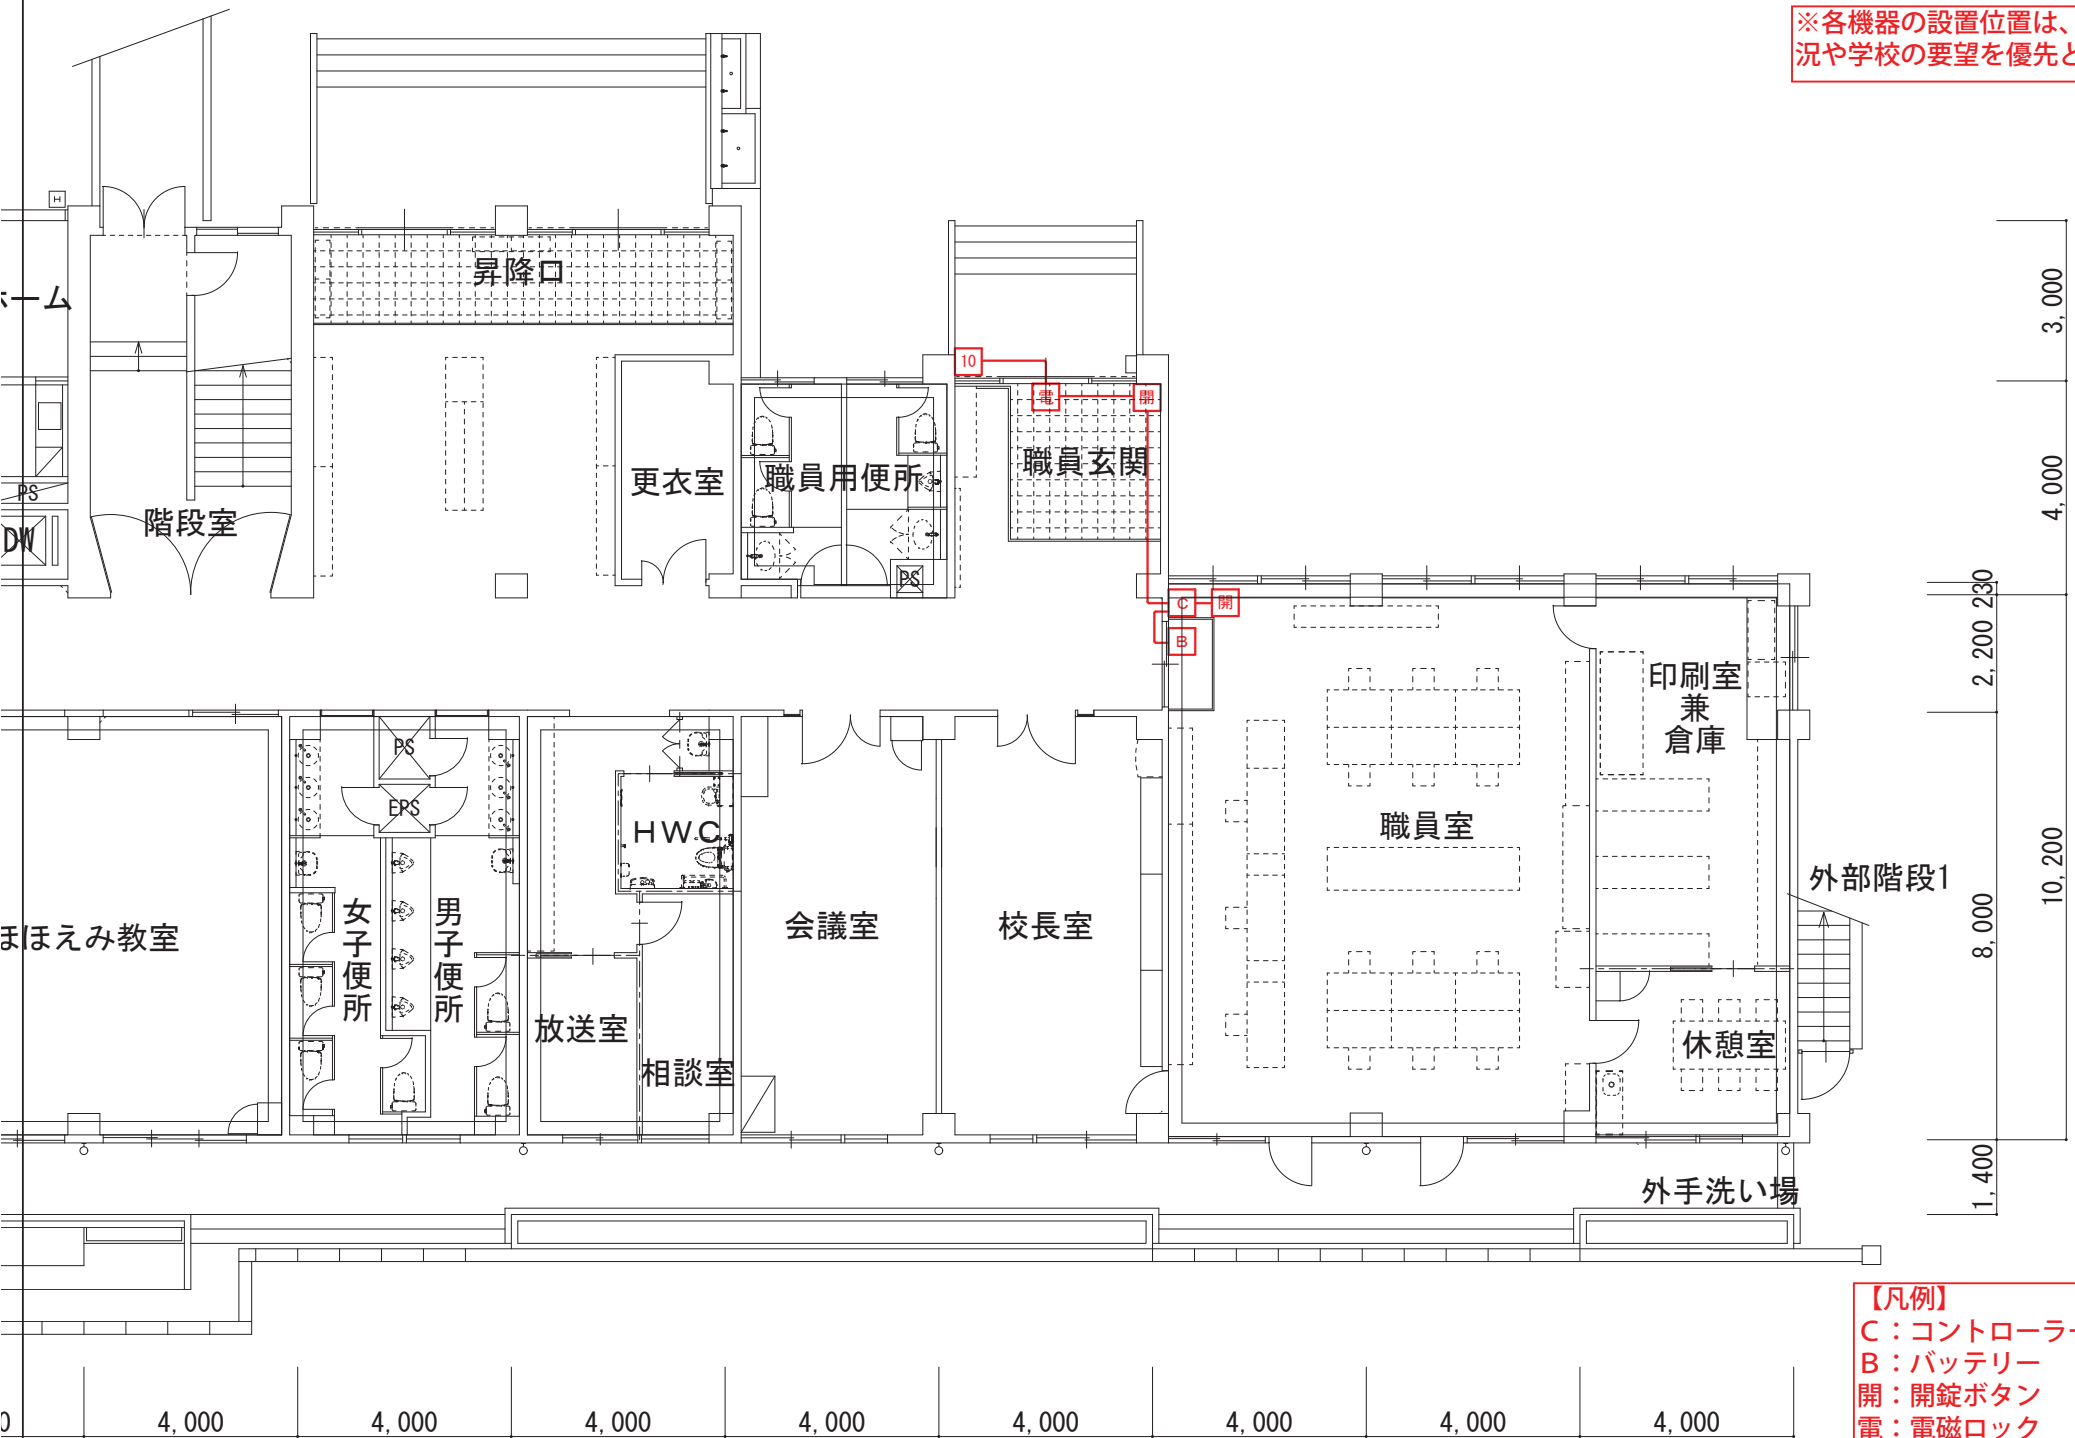 ※各機器の設置位置は、
況や学校の要望を優先と
H
昇降口
ホーム
3,000
10
電
開
職員玄関
更衣室
職員用便所
4,000
PS
階段室
DW
PS
230
C
開
B
2,200
印刷室
兼
倉庫
PS
EPS
HWC
職員室
10,200
外部階段1
ほほえみ教室
女子便所
男子便所
会議室
校長室
8,000
放送室
相談室
休憩室
1,400
外手洗い場
【凡例】
C：コントローラー
B：バッテリー
開：開錠ボタン
電：電磁ロック
0
4,000
4,000
4,000
4,000
4,000
4,000
4,000
4,000